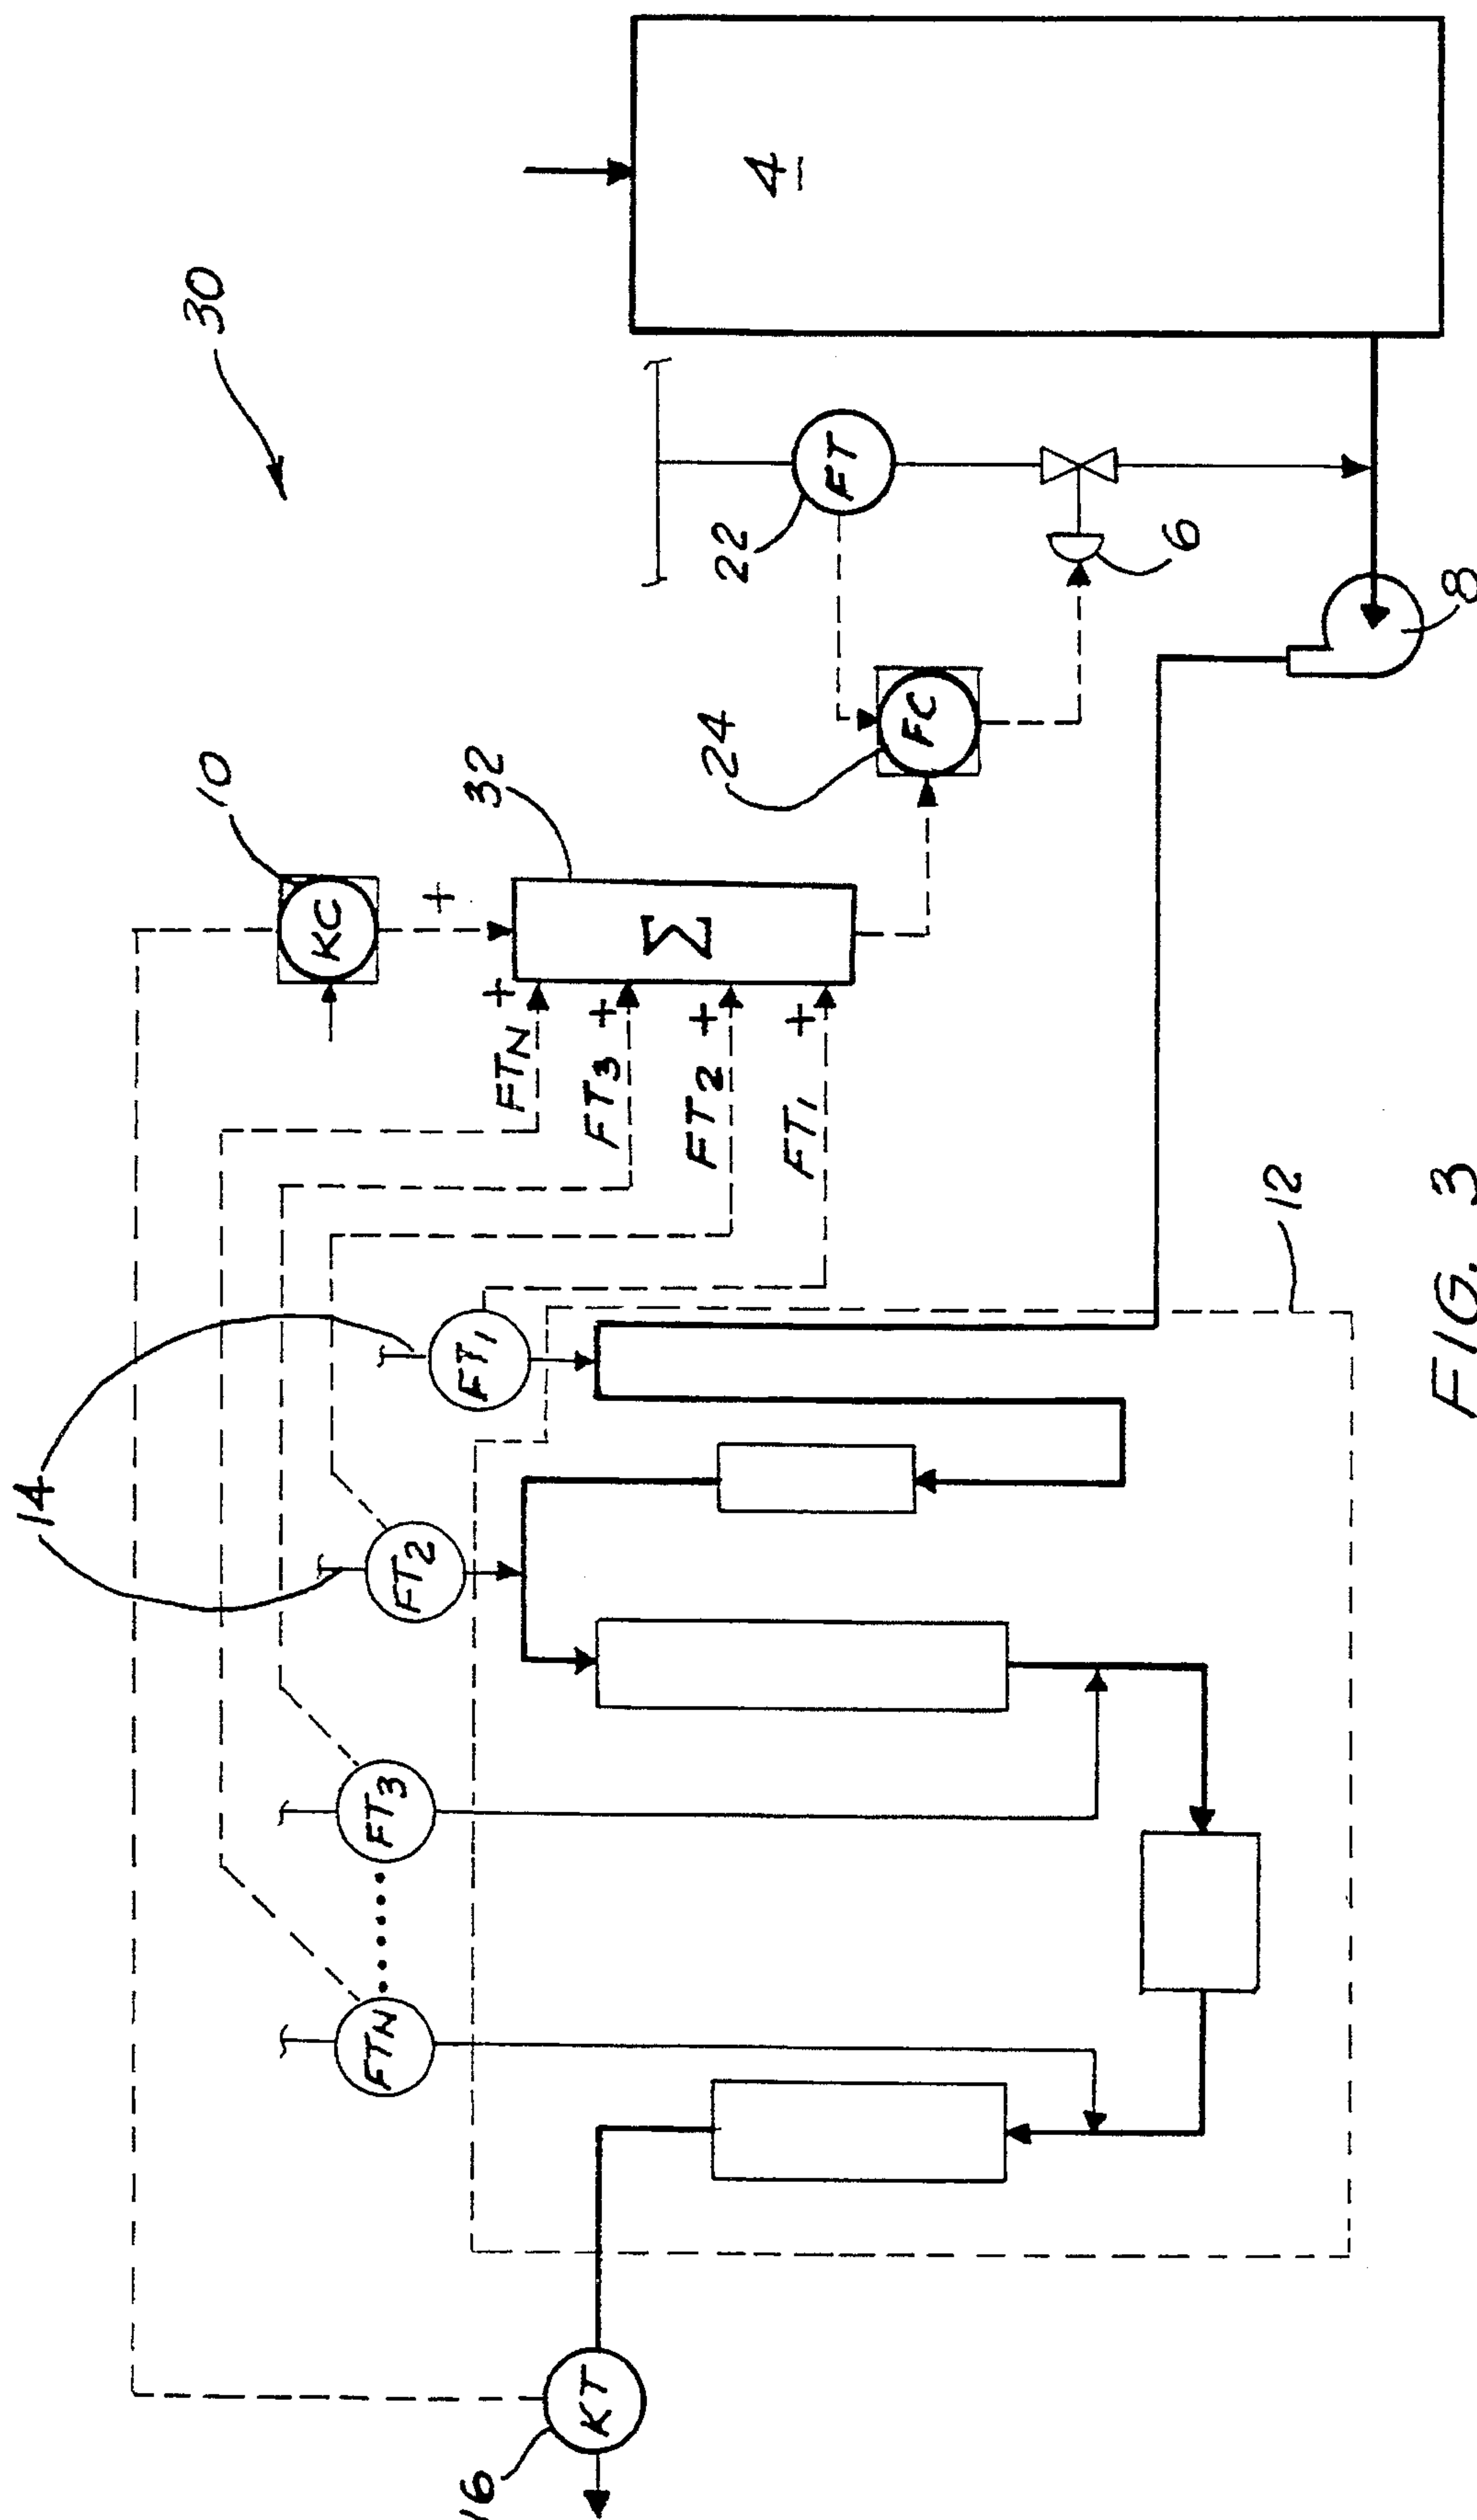 14
10
30
FTN
FT3
FT2
FT1
KC
+
16
32
KT
FTN +
FT3 +
FT2 +
FT1 +
Σ
24
22
4
FT
FC
6
12
8
FIG. 3